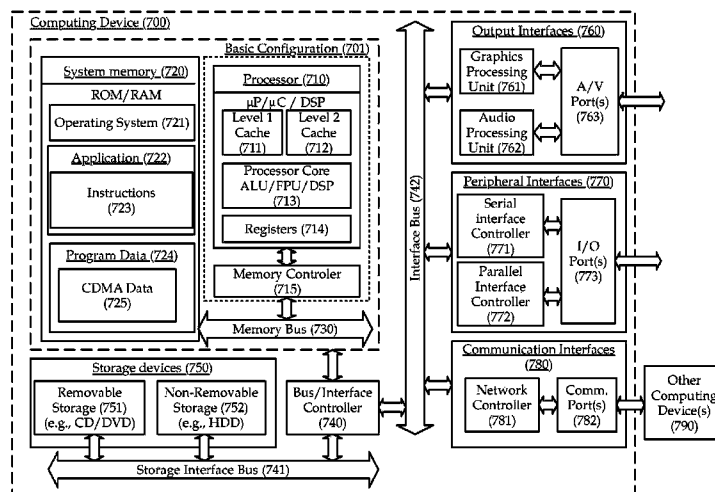 Computing Device (700)
Basic Configuration (701)
System memory (720)
ROM/RAM
Operating System (721)
Application (722)
Instructions
(723)
Program Data (724)
CDMA Data
(725)
Processor (710)
µP/µC / DSP
Level 1
Cache
(711)
Level 2
Cache
(712)
Processor Core
ALU/FPU/DSP
(713)
Registers (714)
Memory Controler
(715)
Memory Bus (730)
Storage devices (750)
Removable
Storage (751)
(e.g., CD/DVD)
Non-Removable
Storage (752)
(e.g., HDD)
Bus/Interface
Controller
(740)
Storage Interface Bus (741)
Interface Bus (742)
Output Interfaces (760)
Graphics
Processing
Unit (761)
Audio
Processing
Unit (762)
A/V
Port(s)
(763)
Peripheral Interfaces (770)
Serial
interface
Controller
(771)
Parallel
Interface
Controller
(772)
I/O
Port(s)
(773)
Communication Interfaces
(780)
Network
Controller
(781)
Comm.
Port(s)
(782)
Other
Computing
Device(s)
(790)